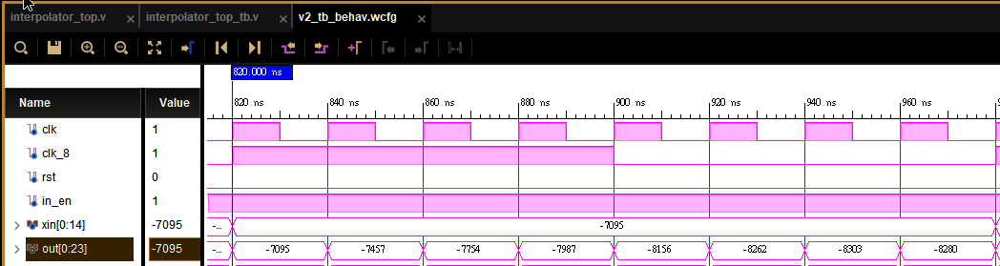 interpolator_top.v × interpolator_top_tb.v × v2_tb_behav.wcfg ×
820.000 ns
Name Value 820 ns 840 ns 860 ns 880 ns 900 ns 920 ns 940 ns 960 ns
clk 1
clk_8 1
rst 0
in_en 1
xin[0:14] -7095 -... -7095
out[0:23] -7095 -... -7095 -7457 -7754 -7987 -8156 -8262 -8303 -8280